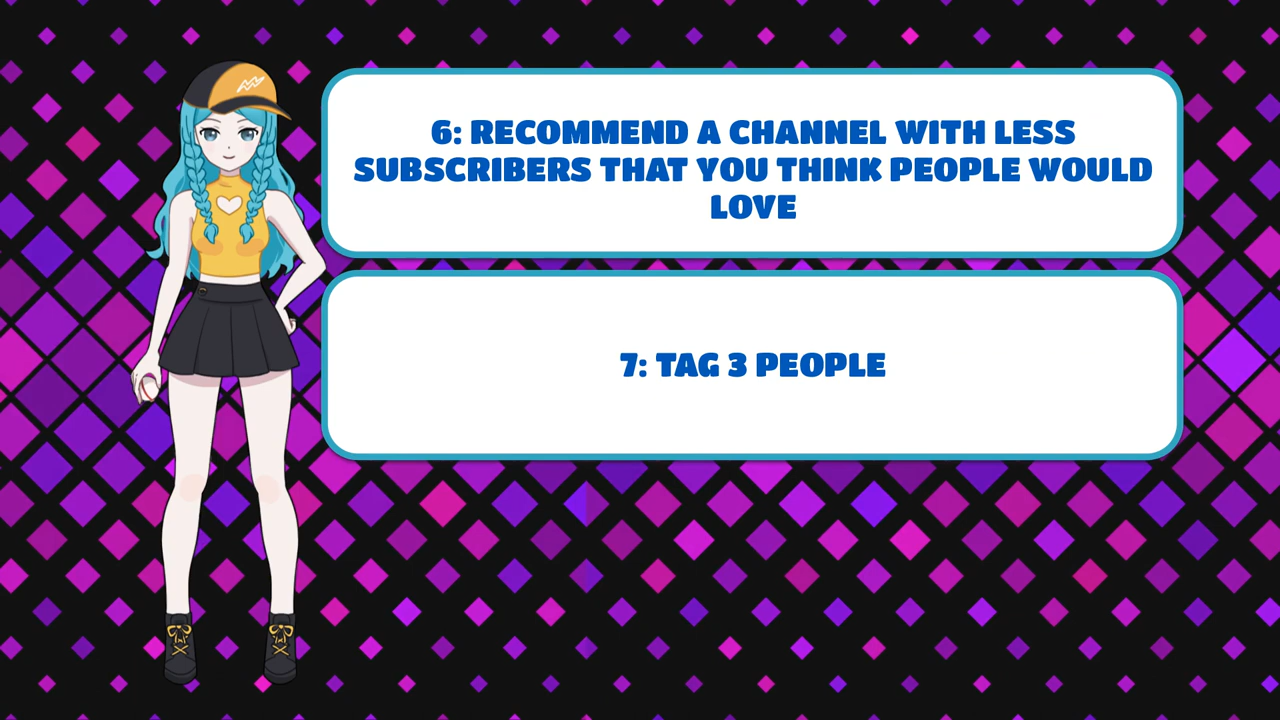 6: RECOMMEND A CHANNEL WITH LESS
SUBSCRIBERS THAT YOU THINK PEOPLE WOULD
LOVE
7: TAG 3 PEOPLE